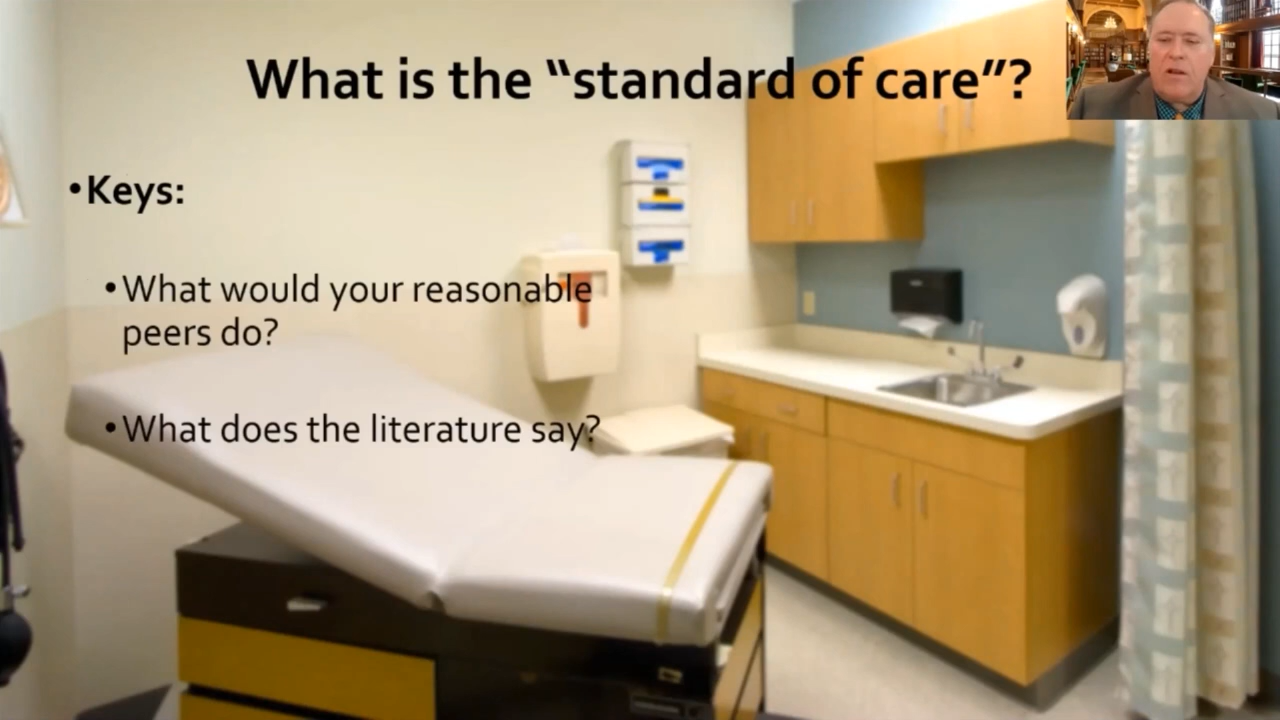 What is the “standard of care”?
•Keys:
•What would your reasonable
peers do?
•What does the literature say?